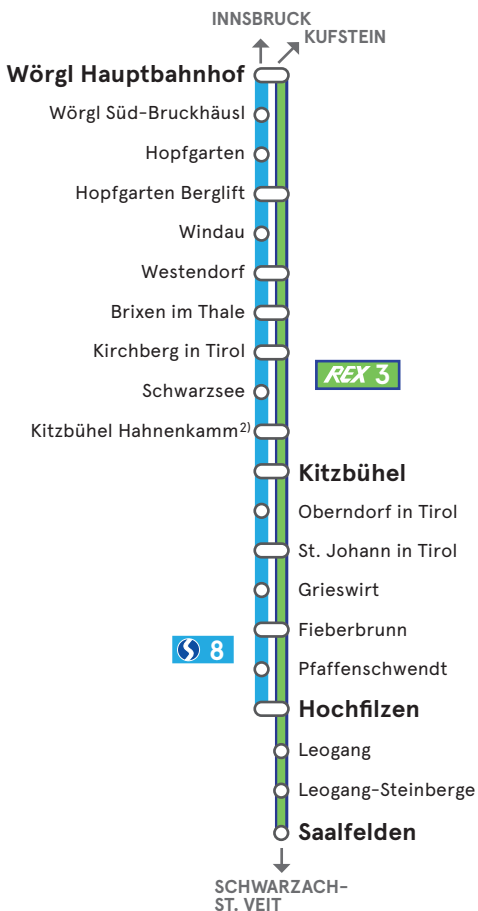 INNSBRUCK
KUFSTEIN
Wörgl Hauptbahnhof
Wörgl Süd-Bruckhäusl
Hopfgarten
Hopfgarten Berglift
Windau
Westendorf
Brixen im Thale
Kirchberg in Tirol
REX 3
Schwarzsee
Kitzbühel Hahnenkamm²⁾
Kitzbühel
Oberndorf in Tirol
St. Johann in Tirol
Grieswirt
Fieberbrunn
S 8
Pfaffenschwendt
Hochfilzen
Leogang
Leogang-Steinberge
Saalfelden
SCHWARZACH-
ST. VEIT